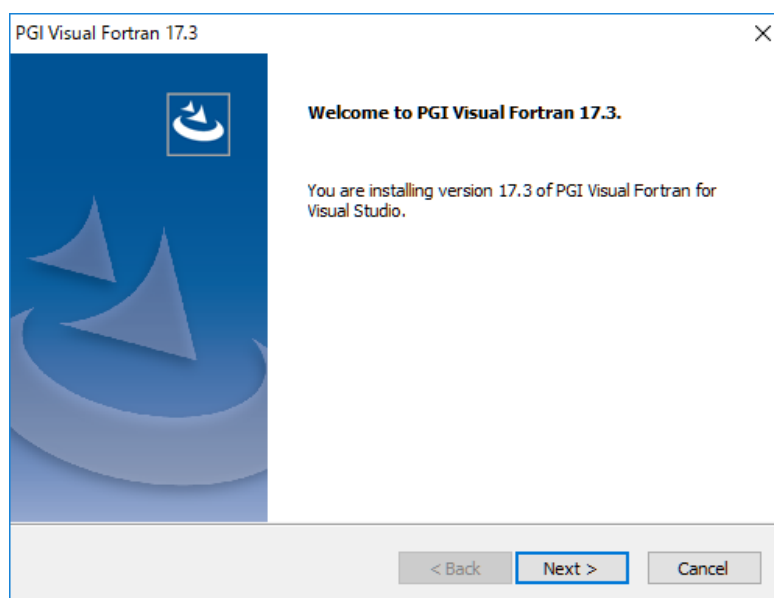 PGI Visual Fortran 17.3
Welcome to PGI Visual Fortran 17.3.
You are installing version 17.3 of PGI Visual Fortran for
Visual Studio.
< Back
Next >
Cancel